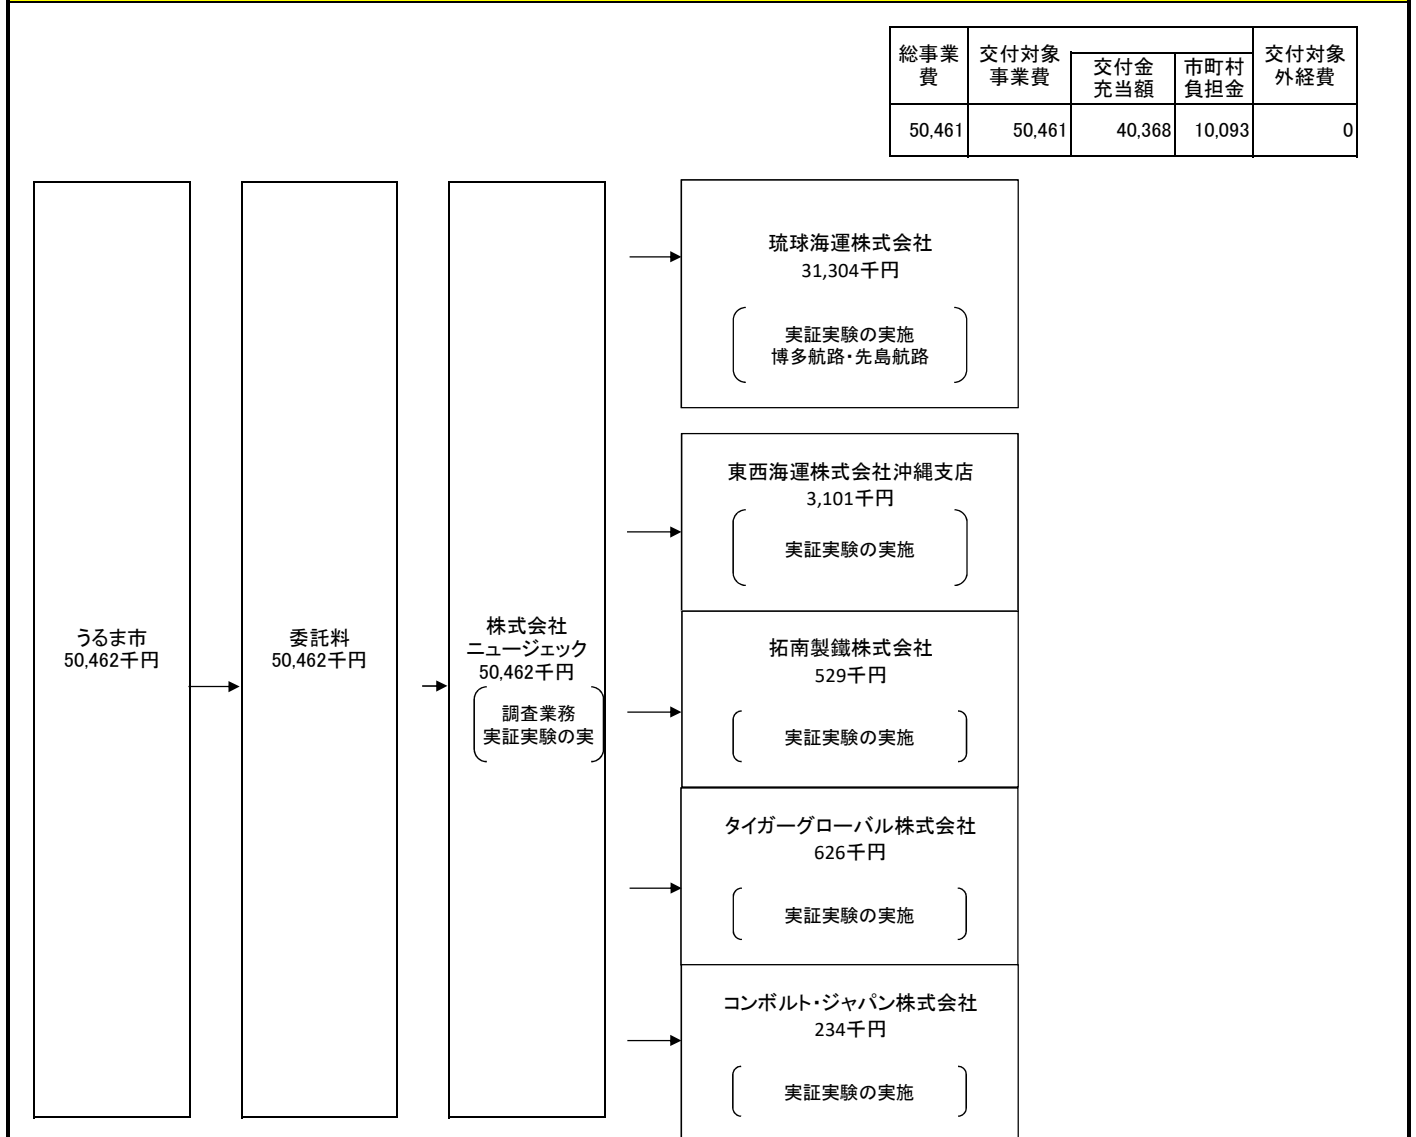 総事業
費
交付対象
事業費
交付金
充当額
市町村
負担金
交付対象
外経費
50,461
50,461
40,368
10,093
0
うるま市
50,462千円
委託料
50,462千円
株式会社
ニュージェック
50,462千円
調査業務
実証実験の実
琉球海運株式会社
31,304千円
実証実験の実施
博多航路・先島航路
東西海運株式会社沖縄支店
3,101千円
実証実験の実施
拓南製鐵株式会社
529千円
実証実験の実施
タイガーグローバル株式会社
626千円
実証実験の実施
コンボルト・ジャパン株式会社
234千円
実証実験の実施